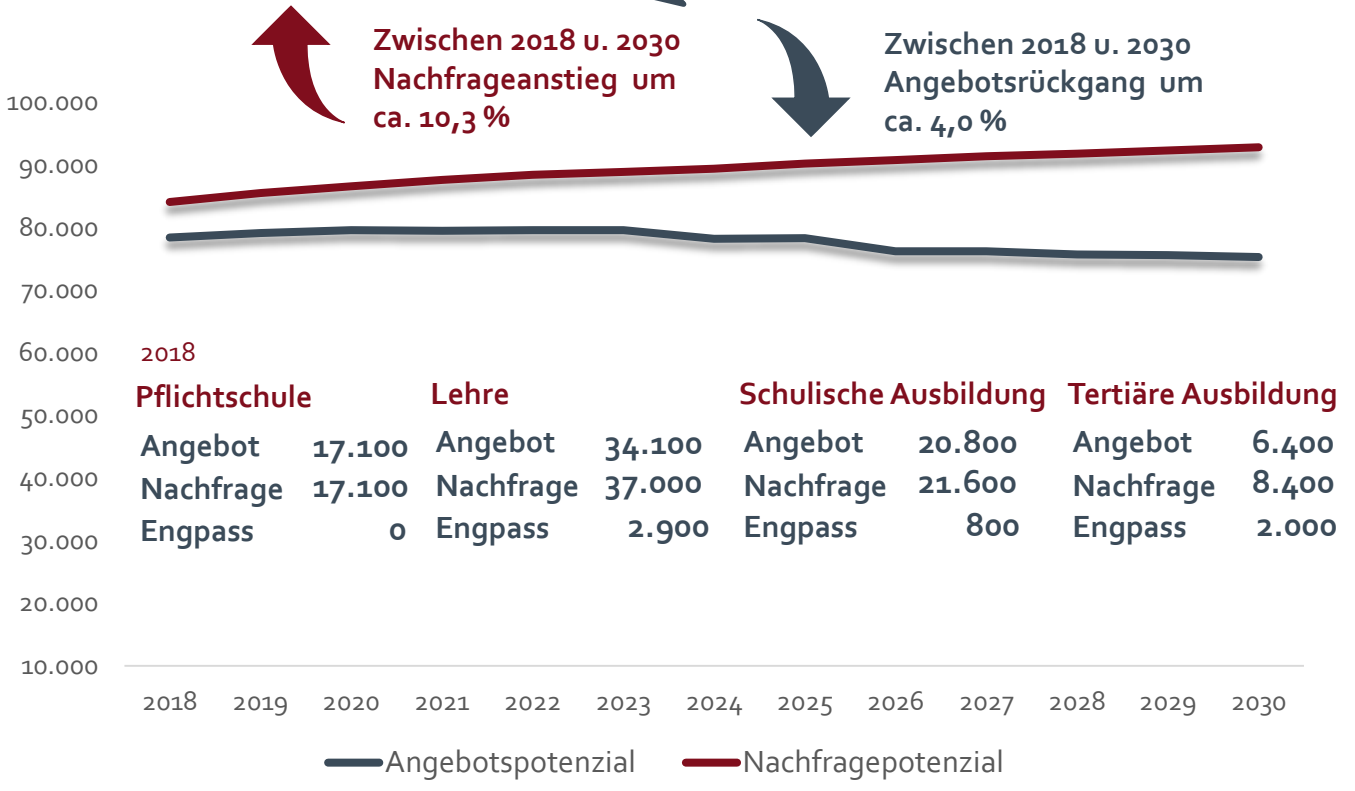 Zwischen 2018 u. 2030
Nachfrageanstieg um
ca. 10,3 %
Zwischen 2018 u. 2030
Angebotsrückgang um
ca. 4,0 %
100.000
90.000
80.000
70.000
60.000
50.000
40.000
30.000
20.000
10.000
2018
Pflichtschule
Angebot 17.100
Nachfrage 17.100
Engpass 0
Lehre
Angebot 34.100
Nachfrage 37.000
Engpass 2.900
Schulische Ausbildung
Angebot 20.800
Nachfrage 21.600
Engpass 800
Tertiäre Ausbildung
Angebot 6.400
Nachfrage 8.400
Engpass 2.000
2018 2019 2020 2021 2022 2023 2024 2025 2026 2027 2028 2029 2030
Angebotspotenzial Nachfragepotenzial